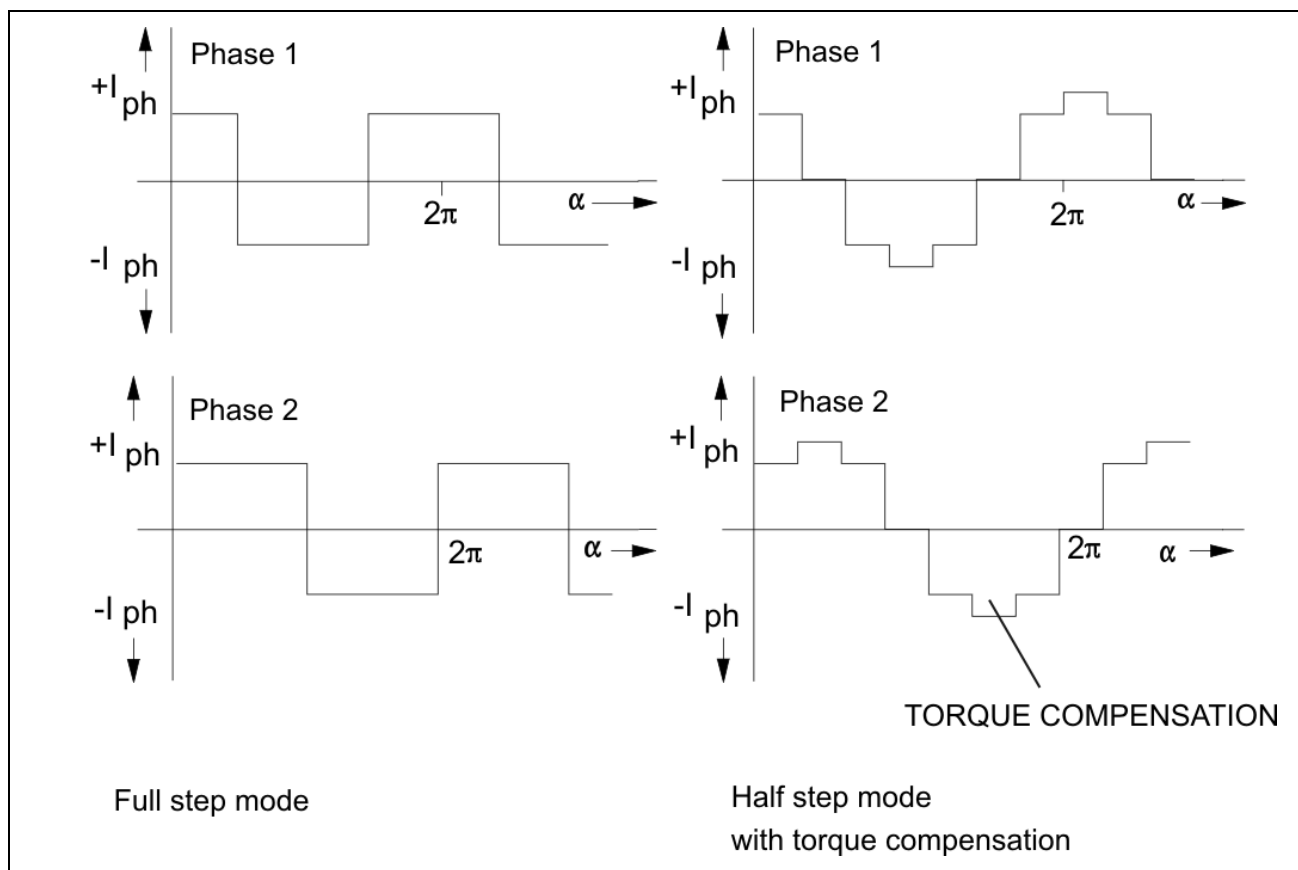 Phase 1
+I ph
2π
α
-I ph
Phase 1
+I ph
2π
α
-I ph
Phase 2
+I ph
2π
α
-I ph
Phase 2
+I ph
2π
α
-I ph
TORQUE COMPENSATION
Full step mode
Half step mode
with torque compensation